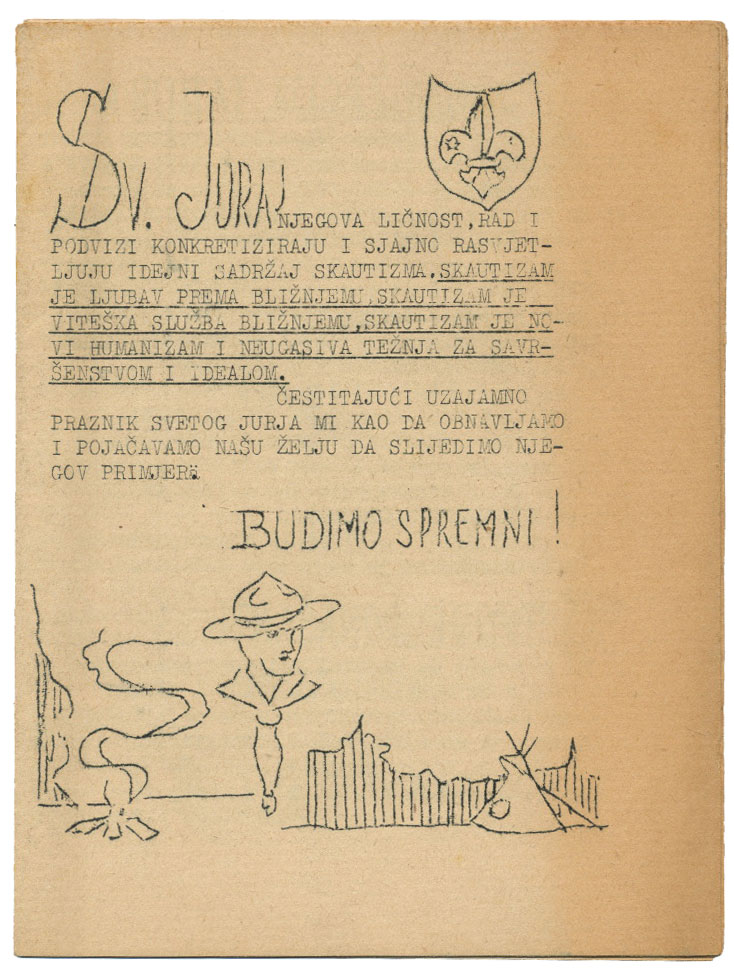 SV. JURAJ NJEGOVA LIČNOST, RAD I
PODVIZI KONKRETIZIRAJU I SJAJNO RASVJET-
LJUJU IDEJNI SADRŽAJ SKAUTIZMA. SKAUTIZAM
JE LJUBAV PREMA BLIŽNJEMU, SKAUTIZAM JE
VITEŠKA SLUŽBA BLIŽNJEMU, SKAUTIZAM JE NO-
VI HUMANIZAM I NEUGASIVA TEŽNJA ZA SAVR-
ŠENSTVOM I IDEALOM.
ČESTITAJUĆI UZAJAMNO
PRAZNIK SVETOG JURJA MI KAO DA OBNAVLJAMO
I POJAČAVAMO NAŠU ŽELJU DA SLIJEDIMO NJE-
GOV PRIMJER:
BUDIMO SPREMNI!